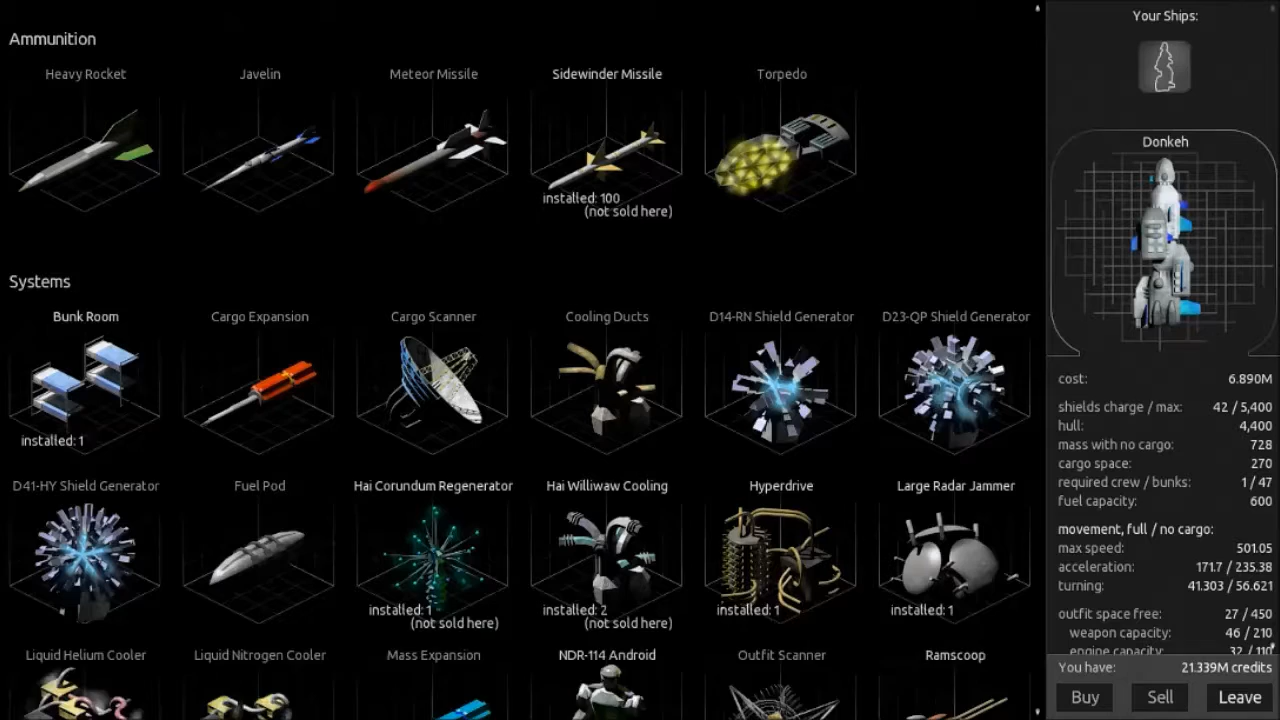 Ammunition
Heavy Rocket
Javelin
Meteor Missile
Sidewinder Missile
Torpedo
installed: 100
(not sold here)
Systems
Bunk Room
Cargo Expansion
Cargo Scanner
Cooling Ducts
D14-RN Shield Generator
D23-QP Shield Generator
installed: 1
D41-HY Shield Generator
Fuel Pod
Hai Corundum Regenerator
Hai Williwaw Cooling
Hyperdrive
Large Radar Jammer
installed: 1
(not sold here)
installed: 2
(not sold here)
installed: 1
installed: 1
Liquid Helium Cooler
Liquid Nitrogen Cooler
Mass Expansion
NDR-114 Android
Outfit Scanner
Ramscoop
Your Ships:
Donkeh
cost: 6.890M
shields charge / max: 42 / 5,400
hull: 4,400
mass with no cargo: 728
cargo space: 270
required crew / bunks: 1 / 47
fuel capacity: 600
movement, full / no cargo:
max speed: 501.05
acceleration: 171.7 / 235.38
turning: 41.303 / 56.621
outfit space free: 27 / 450
weapon capacity: 46 / 210
engine capacity: 32 / 110
You have: 21.339M credits
Buy
Sell
Leave